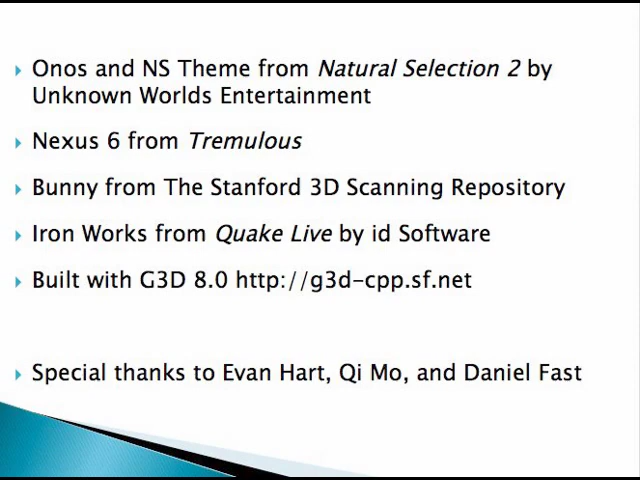 Onos and NS Theme from Natural Selection 2 by
Unknown Worlds Entertainment
Nexus 6 from Tremulous
Bunny from The Stanford 3D Scanning Repository
Iron Works from Quake Live by id Software
Built with G3D 8.0 http://g3d-cpp.sf.net
Special thanks to Evan Hart, Qi Mo, and Daniel Fast